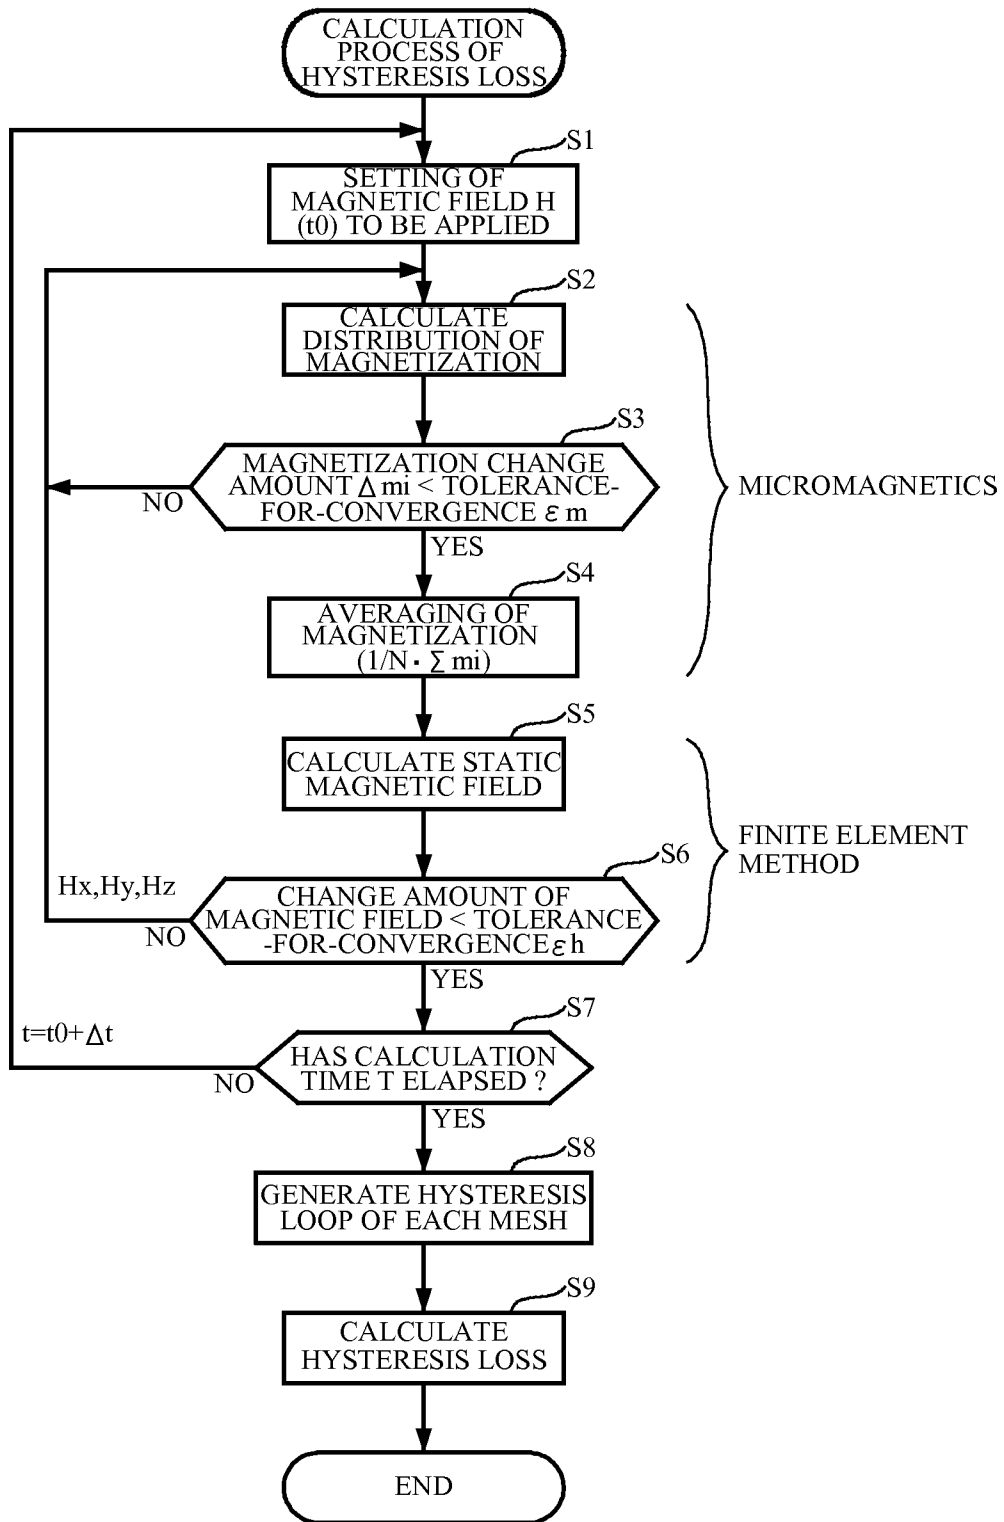 CALCULATION
PROCESS OF
HYSTERESIS LOSS
S1
SETTING OF
MAGNETIC FIELD H
(t0) TO BE APPLIED
S2
CALCULATE
DISTRIBUTION OF
MAGNETIZATION
S3
MAGNETIZATION CHANGE
AMOUNT Δmi < TOLERANCE-
FOR-CONVERGENCE εm
NO
YES
MICROMAGNETICS
S4
AVERAGING OF
MAGNETIZATION
(1/N・Σmi)
S5
CALCULATE STATIC
MAGNETIC FIELD
FINITE ELEMENT
METHOD
S6
CHANGE AMOUNT OF
MAGNETIC FIELD < TOLERANCE
-FOR-CONVERGENCE εh
Hx,Hy,Hz
NO
YES
S7
t=t0+Δt
HAS CALCULATION
TIME T ELAPSED ?
NO
YES
S8
GENERATE HYSTERESIS
LOOP OF EACH MESH
S9
CALCULATE
HYSTERESIS LOSS
END